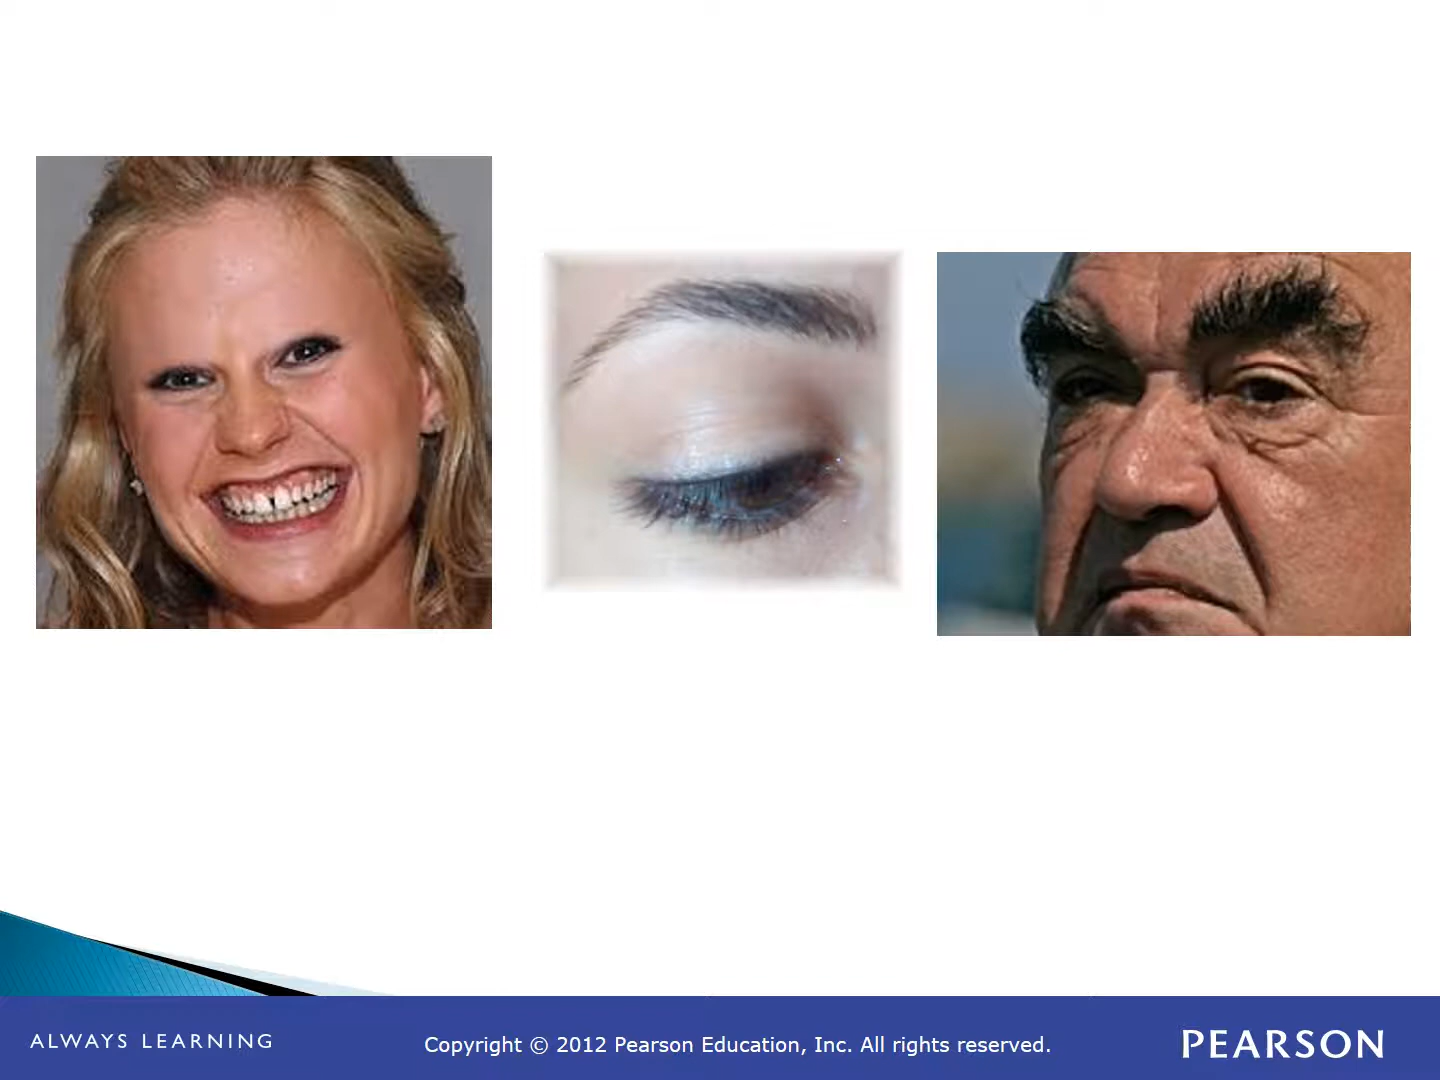 ALWAYS LEARNING
Copyright © 2012 Pearson Education, Inc. All rights reserved.
PEARSON